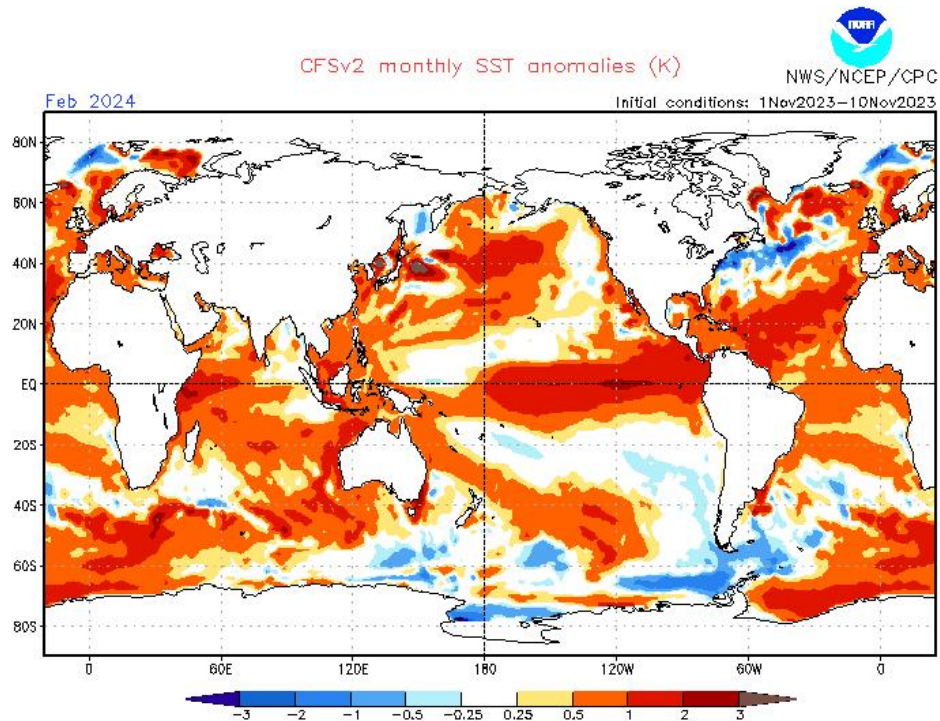 NOAA
CFSv2 monthly SST anomalies (K)
NWS/NCEP/CPC
Feb 2024
Initial conditions: 1Nov2023-10Nov2023
80N
60N
40N
20N
EQ
20S
40S
60S
80S
0 60E 120E 180 120W 60W 0
-3 -2 -1 -0.5 -0.25 0.25 0.5 1 2 3